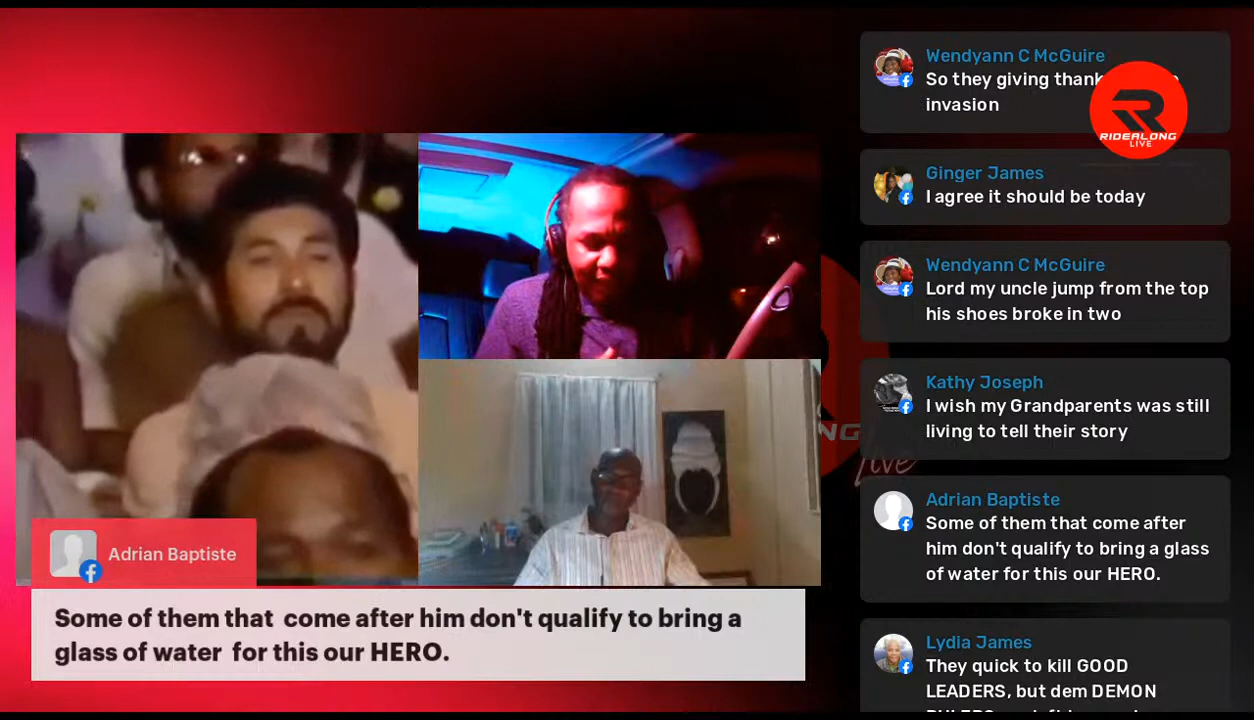 Wendyann C McGuire
So they giving
invasion
RIDEALONG
LIVE
Ginger James
I agree it should be today
Wendyann C McGuire
Lord my uncle jump from the top
his shoes broke in two
Kathy Joseph
I wish my Grandparents was still
living to tell their story
NG
Live
Adrian Baptiste
Some of them that come after
him don't qualify to bring a glass
of water for this our HERO.
Adrian Baptiste
Some of them that come after him don't qualify to bring a
glass of water for this our HERO.
Lydia James
They quick to kill GOOD
LEADERS, but dem DEMON